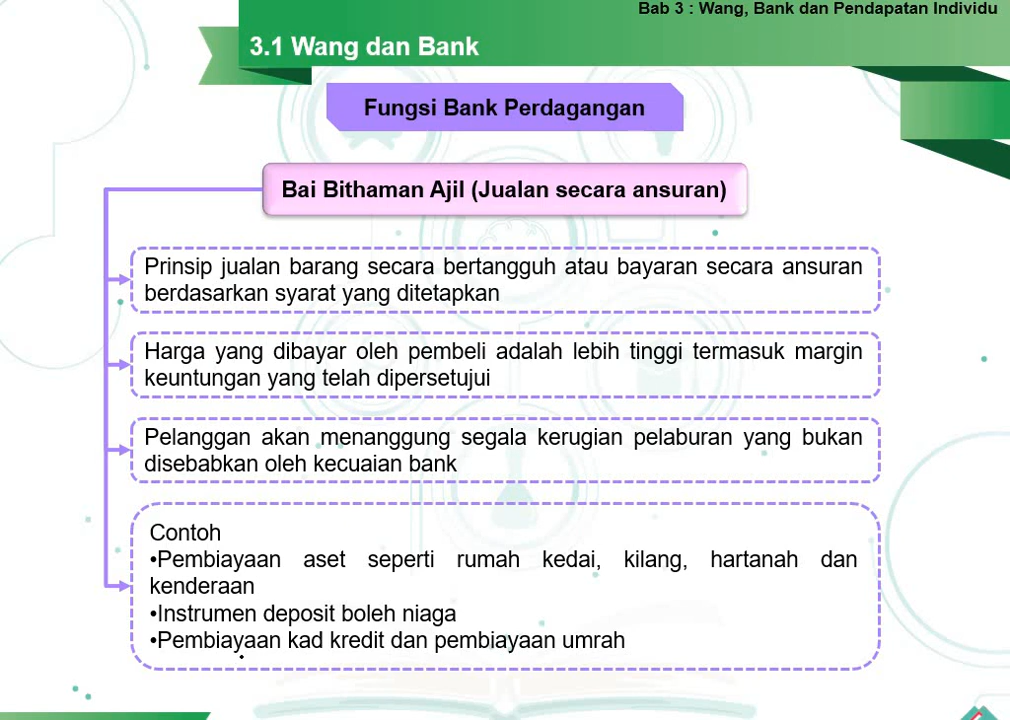 Bab 3 : Wang, Bank dan Pendapatan Individu
3.1 Wang dan Bank
Fungsi Bank Perdagangan
Bai Bithaman Ajil (Jualan secara ansuran)
Prinsip jualan barang secara bertangguh atau bayaran secara ansuran
berdasarkan syarat yang ditetapkan
Harga yang dibayar oleh pembeli adalah lebih tinggi termasuk margin
keuntungan yang telah dipersetujui
Pelanggan akan menanggung segala kerugian pelaburan yang bukan
disebabkan oleh kecuaian bank
Contoh
•Pembiayaan aset seperti rumah kedai, kilang, hartanah dan
kenderaan
•Instrumen deposit boleh niaga
•Pembiayaan kad kredit dan pembiayaan umrah